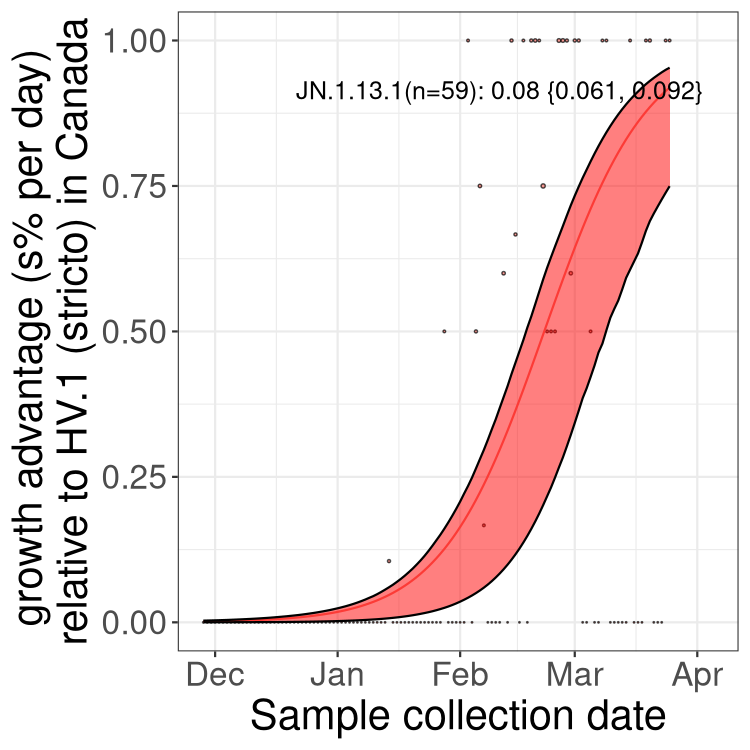 growth advantage (s% per day)
relative to HV.1 (stricto) in Canada
1.00
0.75
0.50
0.25
0.00
JN.1.13.1(n=59): 0.08 {0.061, 0.092}
Dec Jan Feb Mar Apr
Sample collection date